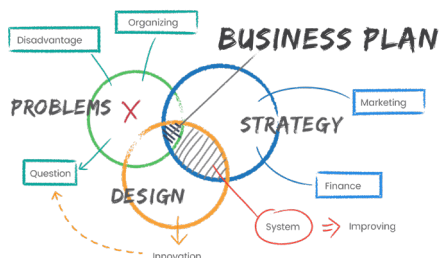 Organizing
Disadvantage
BUSINESS PLAN
PROBLEMS
X
Marketing
STRATEGY
Question
Finance
DESIGN
System
Improving
Innovation